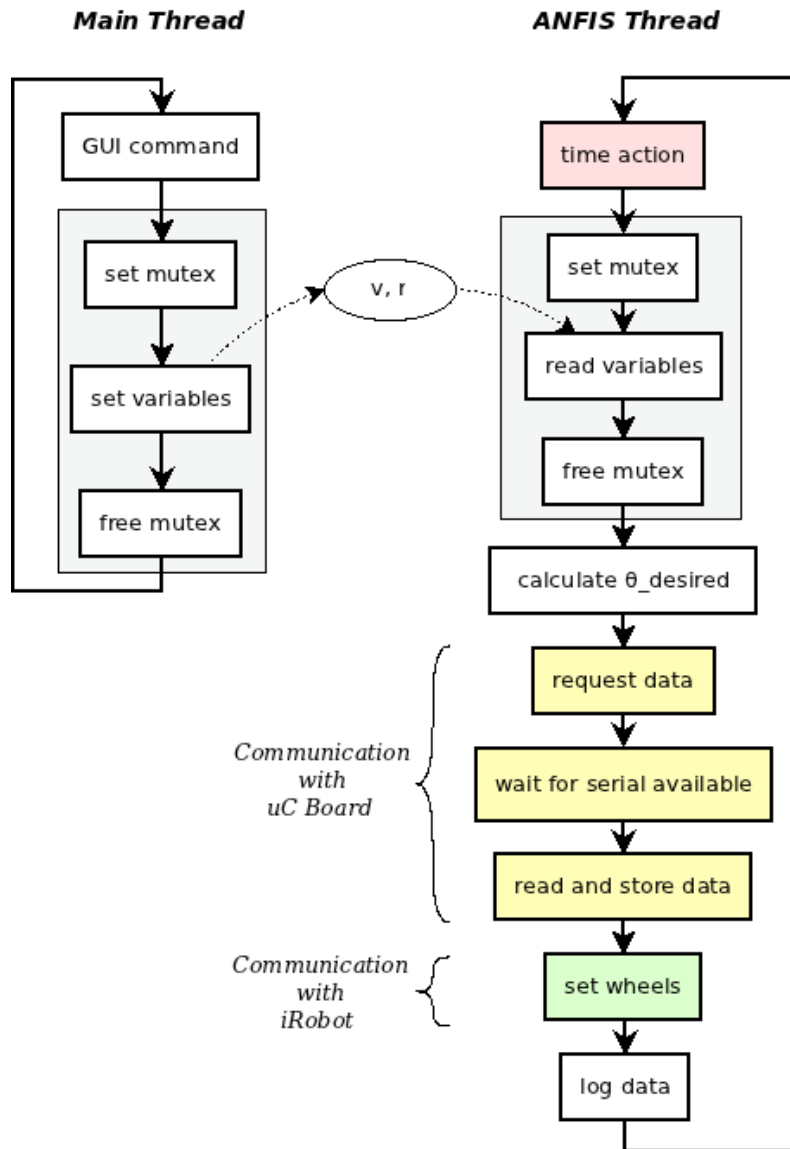 Main Thread
GUI command
set mutex
set variables
free mutex
v, r
ANFIS Thread
time action
set mutex
read variables
free mutex
calculate θ_desired
request data
wait for serial available
read and store data
set wheels
log data
Communication
with
uC Board
Communication
with
iRobot